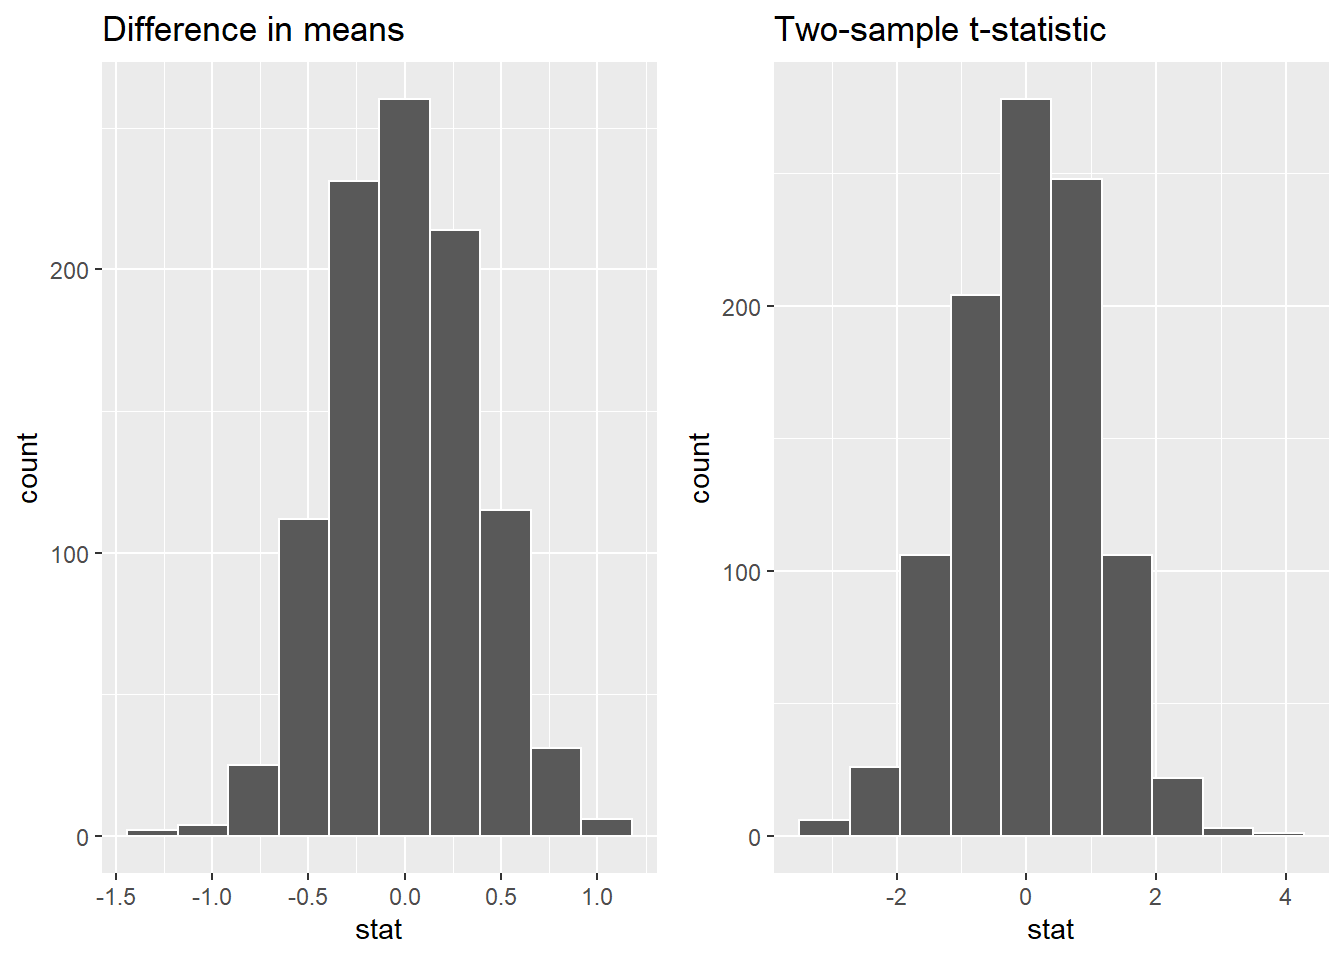 Difference in means
count
200
100
0
-1.5 -1.0 -0.5 0.0 0.5 1.0
stat
Two-sample t-statistic
count
200
100
0
-2 0 2 4
stat